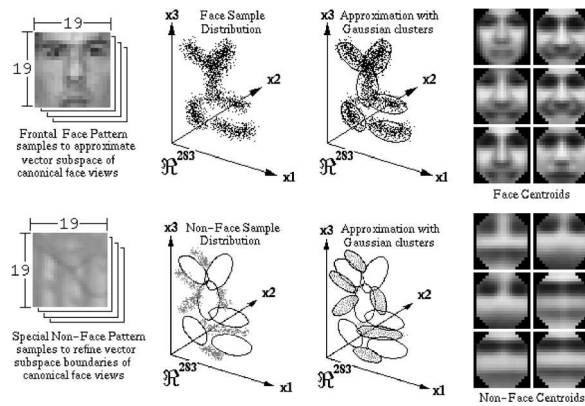 19
19
Frontal Face Pattern
samples to approximate
vector subspace of
canonical face views
x3
Face Sample
Distribution
x2
x1
ℜ283
x3
Approximation with
Gaussian clusters
x2
x1
ℜ283
Face Centroids
19
19
Special Non-Face Pattern
samples to refine vector
subspace boundaries of
canonical face views
x3
Non-Face Sample
Distribution
x2
x1
ℜ283
x3
Approximation with
Gaussian clusters
x2
x1
ℜ283
Non-Face Centroids